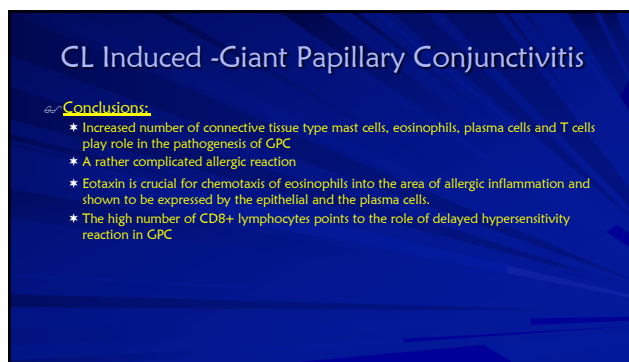 CL Induced -Giant Papillary Conjunctivitis
Conclusions:
Increased number of connective tissue type mast cells, eosinophils, plasma cells and T cells
play role in the pathogenesis of GPC
A rather complicated allergic reaction
Eotaxin is crucial for chemotaxis of eosinophils into the area of allergic inflammation and
shown to be expressed by the epithelial and the plasma cells.
The high number of CD8+ lymphocytes points to the role of delayed hypersensitivity
reaction in GPC